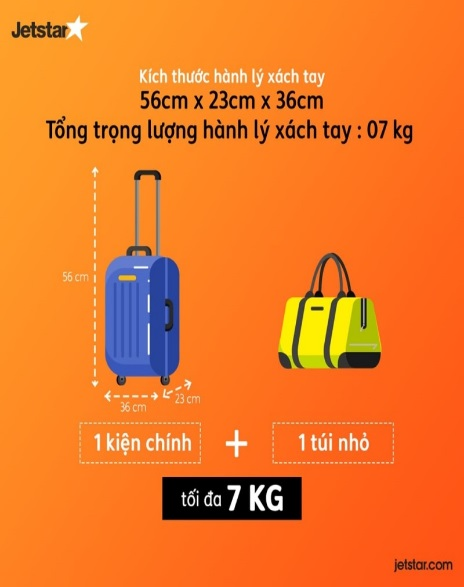 Jetstar
Kích thước hành lý xách tay
56cm x 23cm x 36cm
Tổng trọng lượng hành lý xách tay : 07 kg
56 cm
36 cm
23 cm
1 kiện chính + 1 túi nhỏ
tối đa 7 KG
jetstar.com